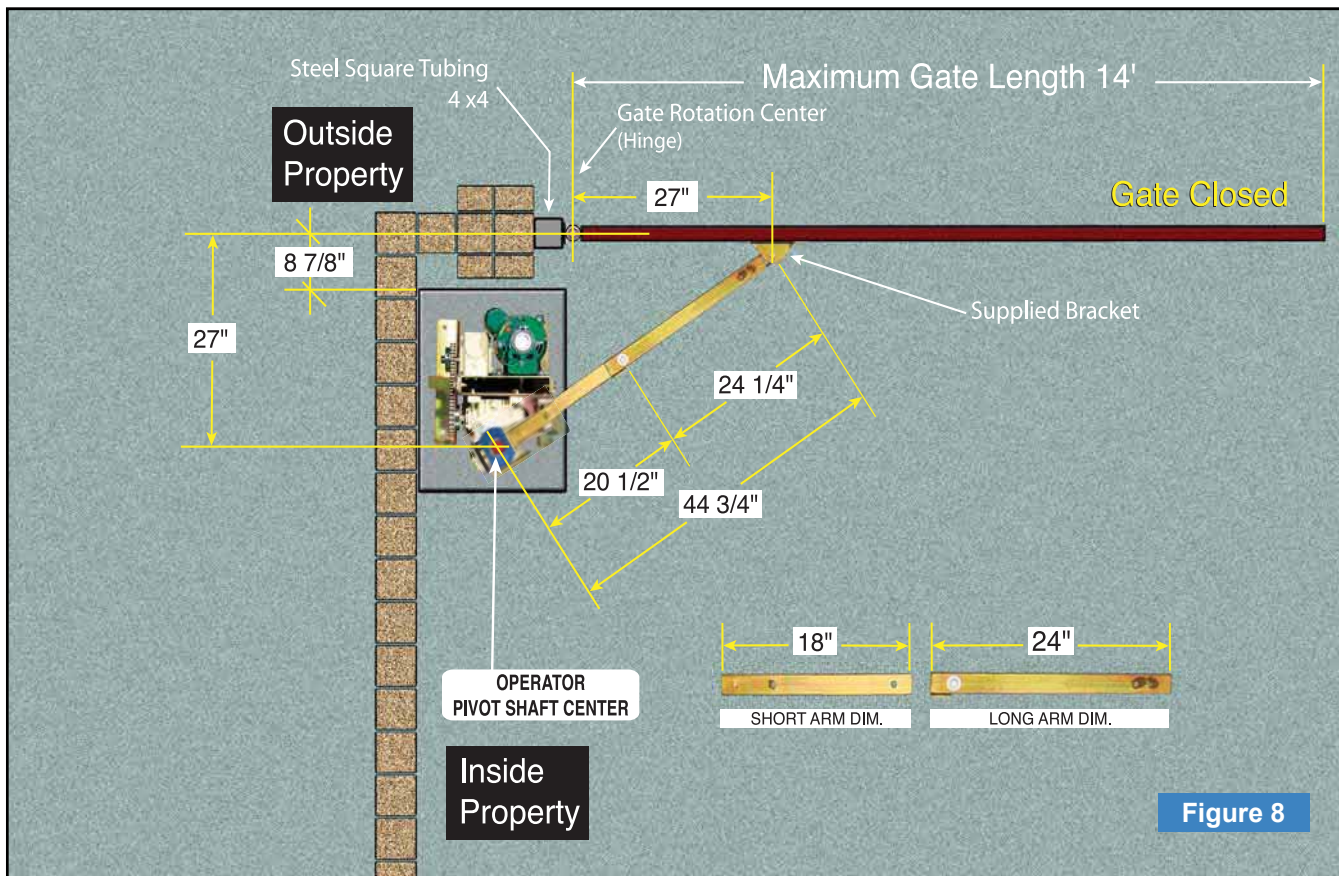 Steel Square Tubing
4 x4
Maximum Gate Length 14'
Gate Rotation Center
(Hinge)
Outside
Property
27"
Gate Closed
8 7/8"
27"
Supplied Bracket
24 1/4"
20 1/2"
44 3/4"
18"
24"
OPERATOR
PIVOT SHAFT CENTER
SHORT ARM DIM.
LONG ARM DIM.
Inside
Property
Figure 8